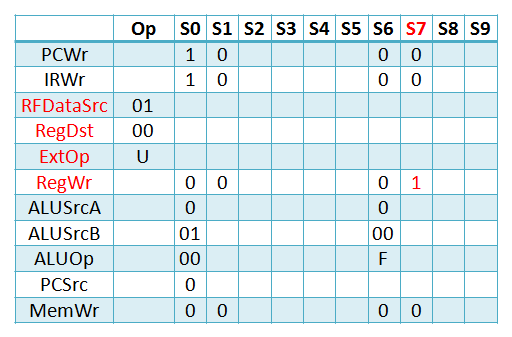 Op S0 S1 S2 S3 S4 S5 S6 S7 S8 S9
PCWr 1 0 0 0
IRWr 1 0 0 0
RFDataSrc 01
RegDst 00
ExtOp U
RegWr 0 0 0 1
ALUSrcA 0 0
ALUSrcB 01 00
ALUOp 00 F
PCSrc 0
MemWr 0 0 0 0